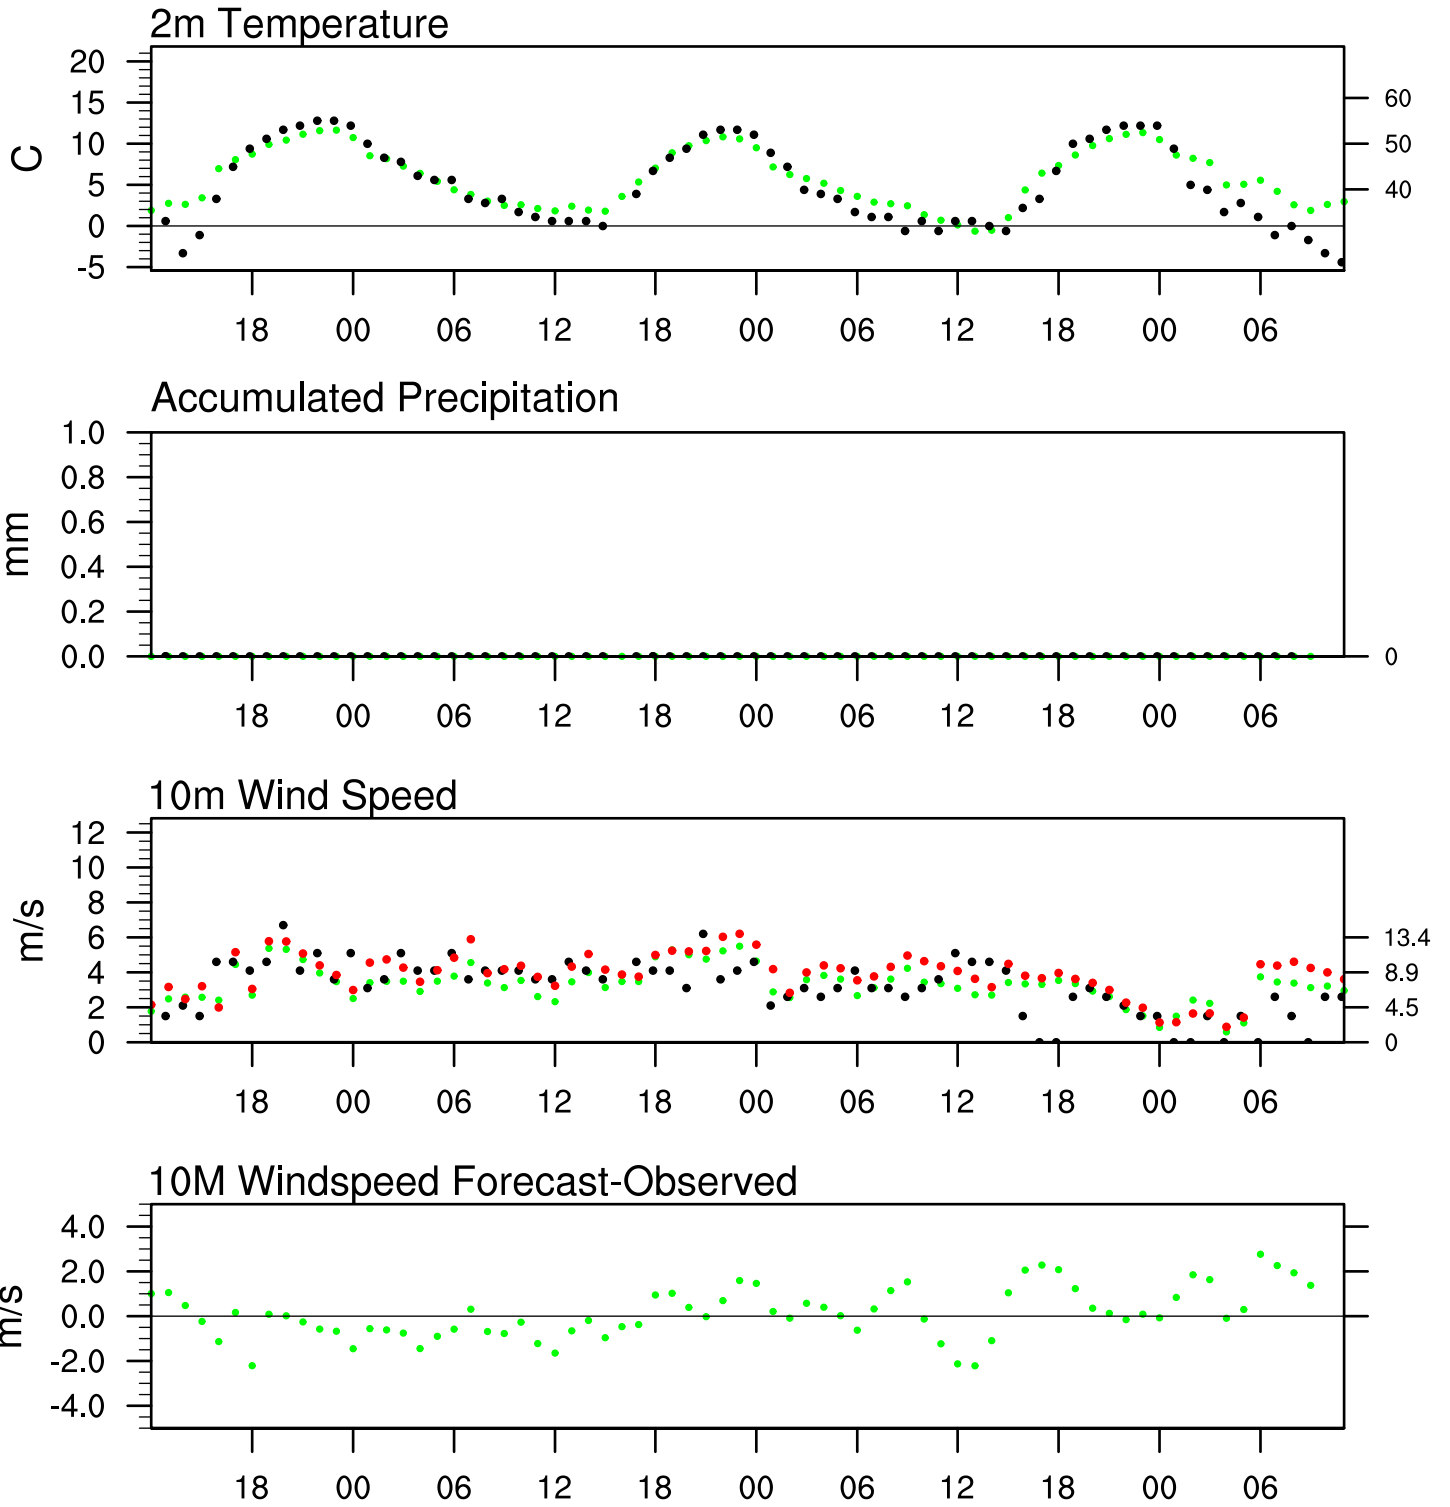 2m Temperature
20
15
10
5
0
-5
C
60
50
40
18 00 06 12 18 00 06 12 18 00 06
Accumulated Precipitation
1.0
0.8
0.6
0.4
0.2
0.0
mm
0
18 00 06 12 18 00 06 12 18 00 06
10m Wind Speed
12
10
8
6
4
2
0
m/s
13.4
8.9
4.5
0
18 00 06 12 18 00 06 12 18 00 06
10M Windspeed Forecast-Observed
4.0
2.0
0.0
-2.0
-4.0
m/s
18 00 06 12 18 00 06 12 18 00 06